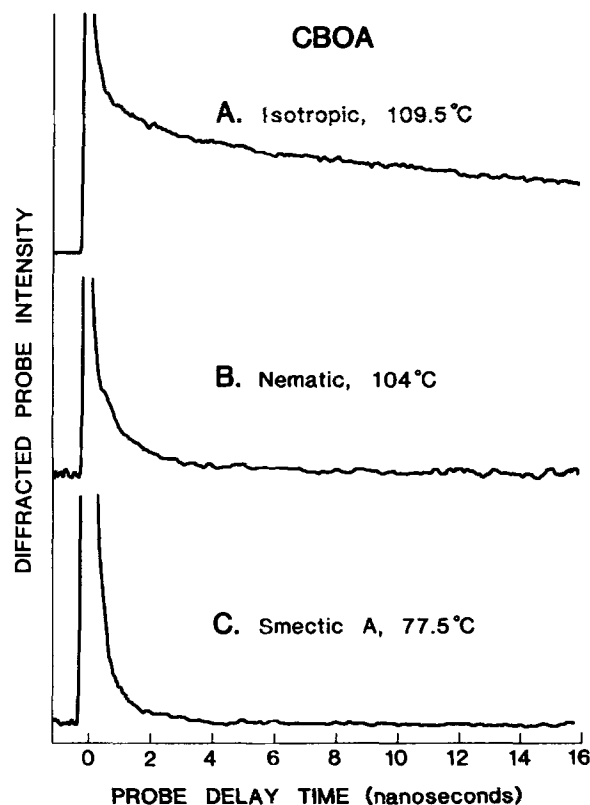 CBOA
A. Isotropic, 109.5°C
DIFFRACTED PROBE INTENSITY
B. Nematic, 104°C
C. Smectic A, 77.5°C
0 2 4 6 8 10 12 14 16
PROBE DELAY TIME (nanoseconds)